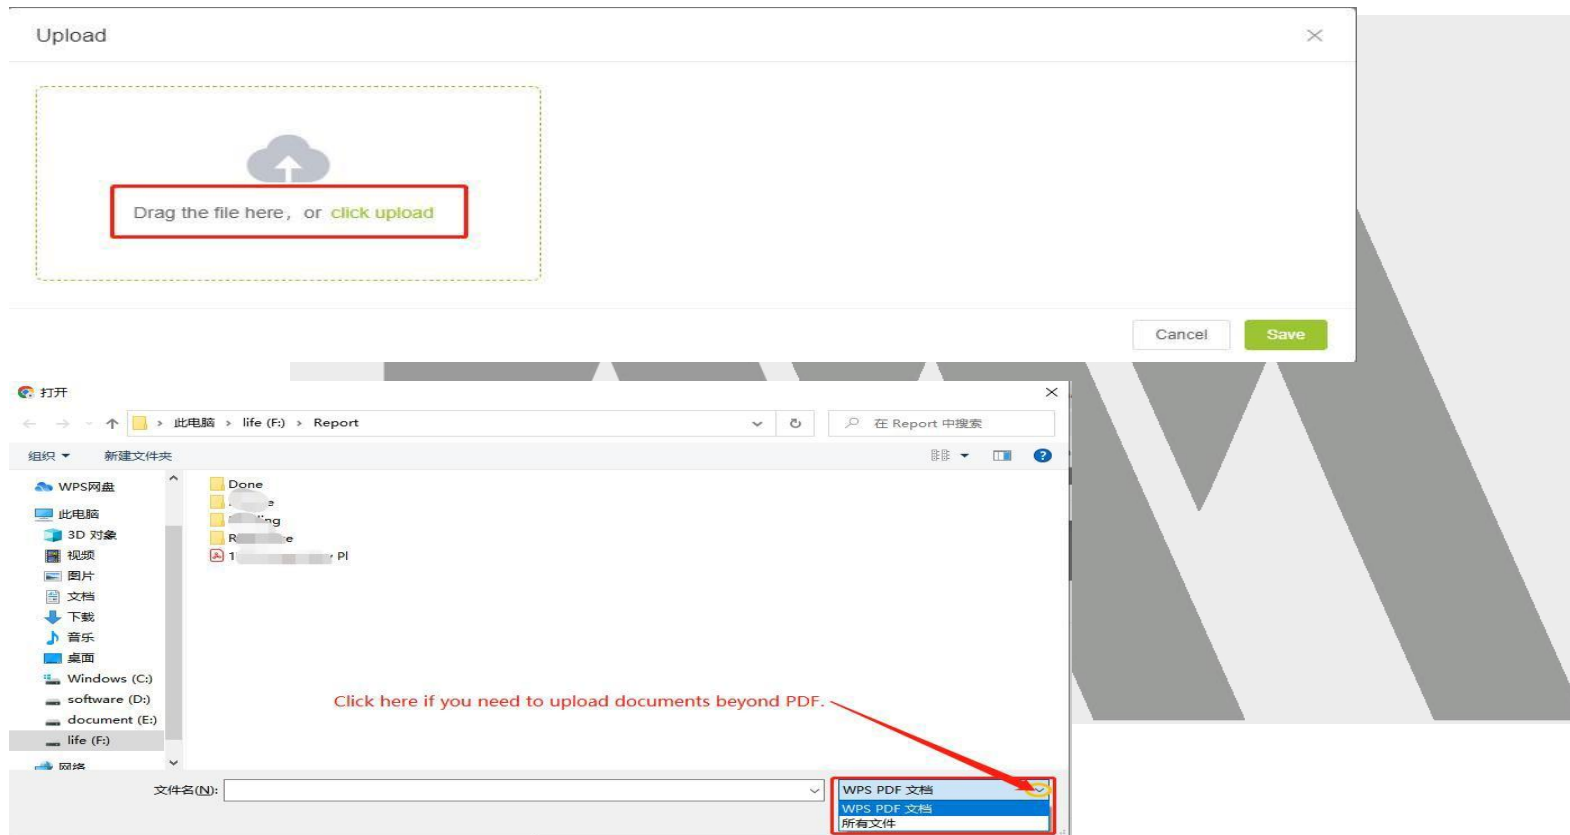 Upload
Drag the file here, or click upload
Cancel
Save
打开
此电脑 > life (F:) > Report
在 Report 中搜索
组织
新建文件夹
WPS网盘
此电脑
3D 对象
视频
图片
文档
下载
音乐
桌面
Windows (C:)
software (D:)
document (E:)
life (F:)
网络
Done
Click here if you need to upload documents beyond PDF.
文件名(N):
WPS PDF 文档
WPS PDF 文档
所有文件